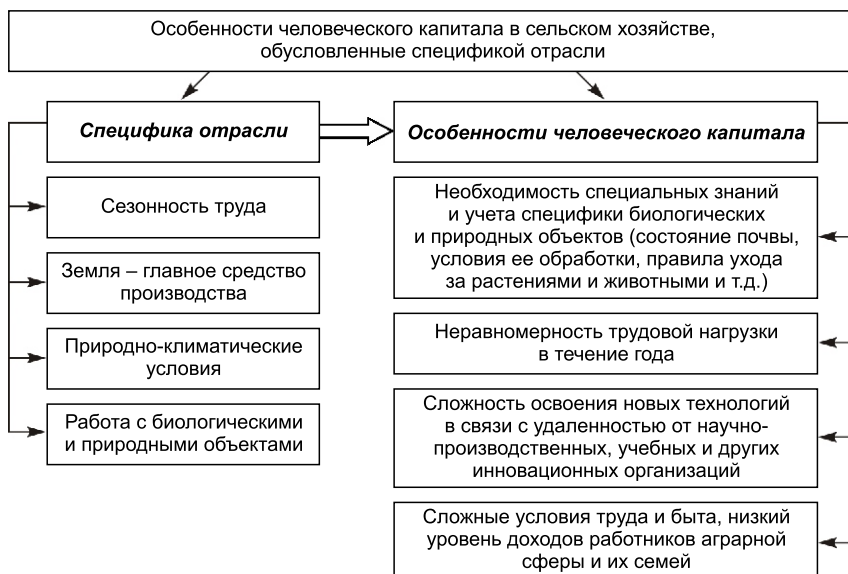 Особенности человеческого капитала в сельском хозяйстве,
обусловленные спецификой отрасли
Специфика отрасли
Сезонность труда
Земля – главное средство
производства
Природно-климатические
условия
Работа с биологическими
и природными объектами
Особенности человеческого капитала
Необходимость специальных знаний
и учета специфики биологических
и природных объектов (состояние почвы,
условия ее обработки, правила ухода
за растениями и животными и т.д.)
Неравномерность трудовой нагрузки
в течение года
Сложность освоения новых технологий
в связи с удаленностью от научно-
производственных, учебных и других
инновационных организаций
Сложные условия труда и быта, низкий
уровень доходов работников аграрной
сферы и их семей